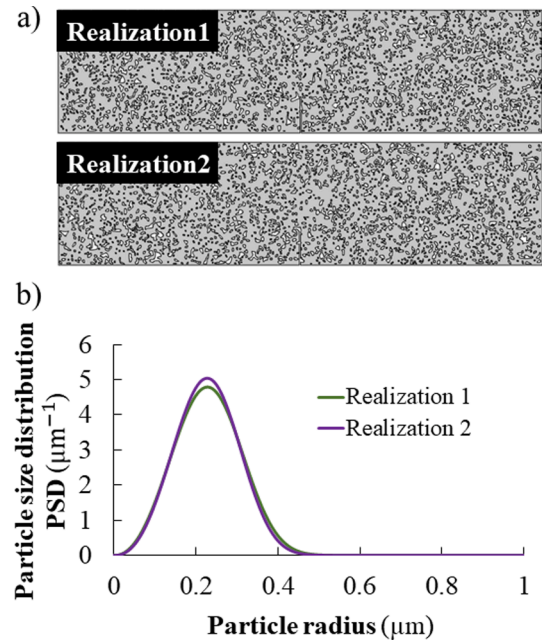 a)
Realization1
Realization2
b)
Particle size distribution
PSD (μm⁻¹)
6
5
4
3
2
1
0
Realization 1
Realization 2
0 0.2 0.4 0.6 0.8 1
Particle radius (μm)